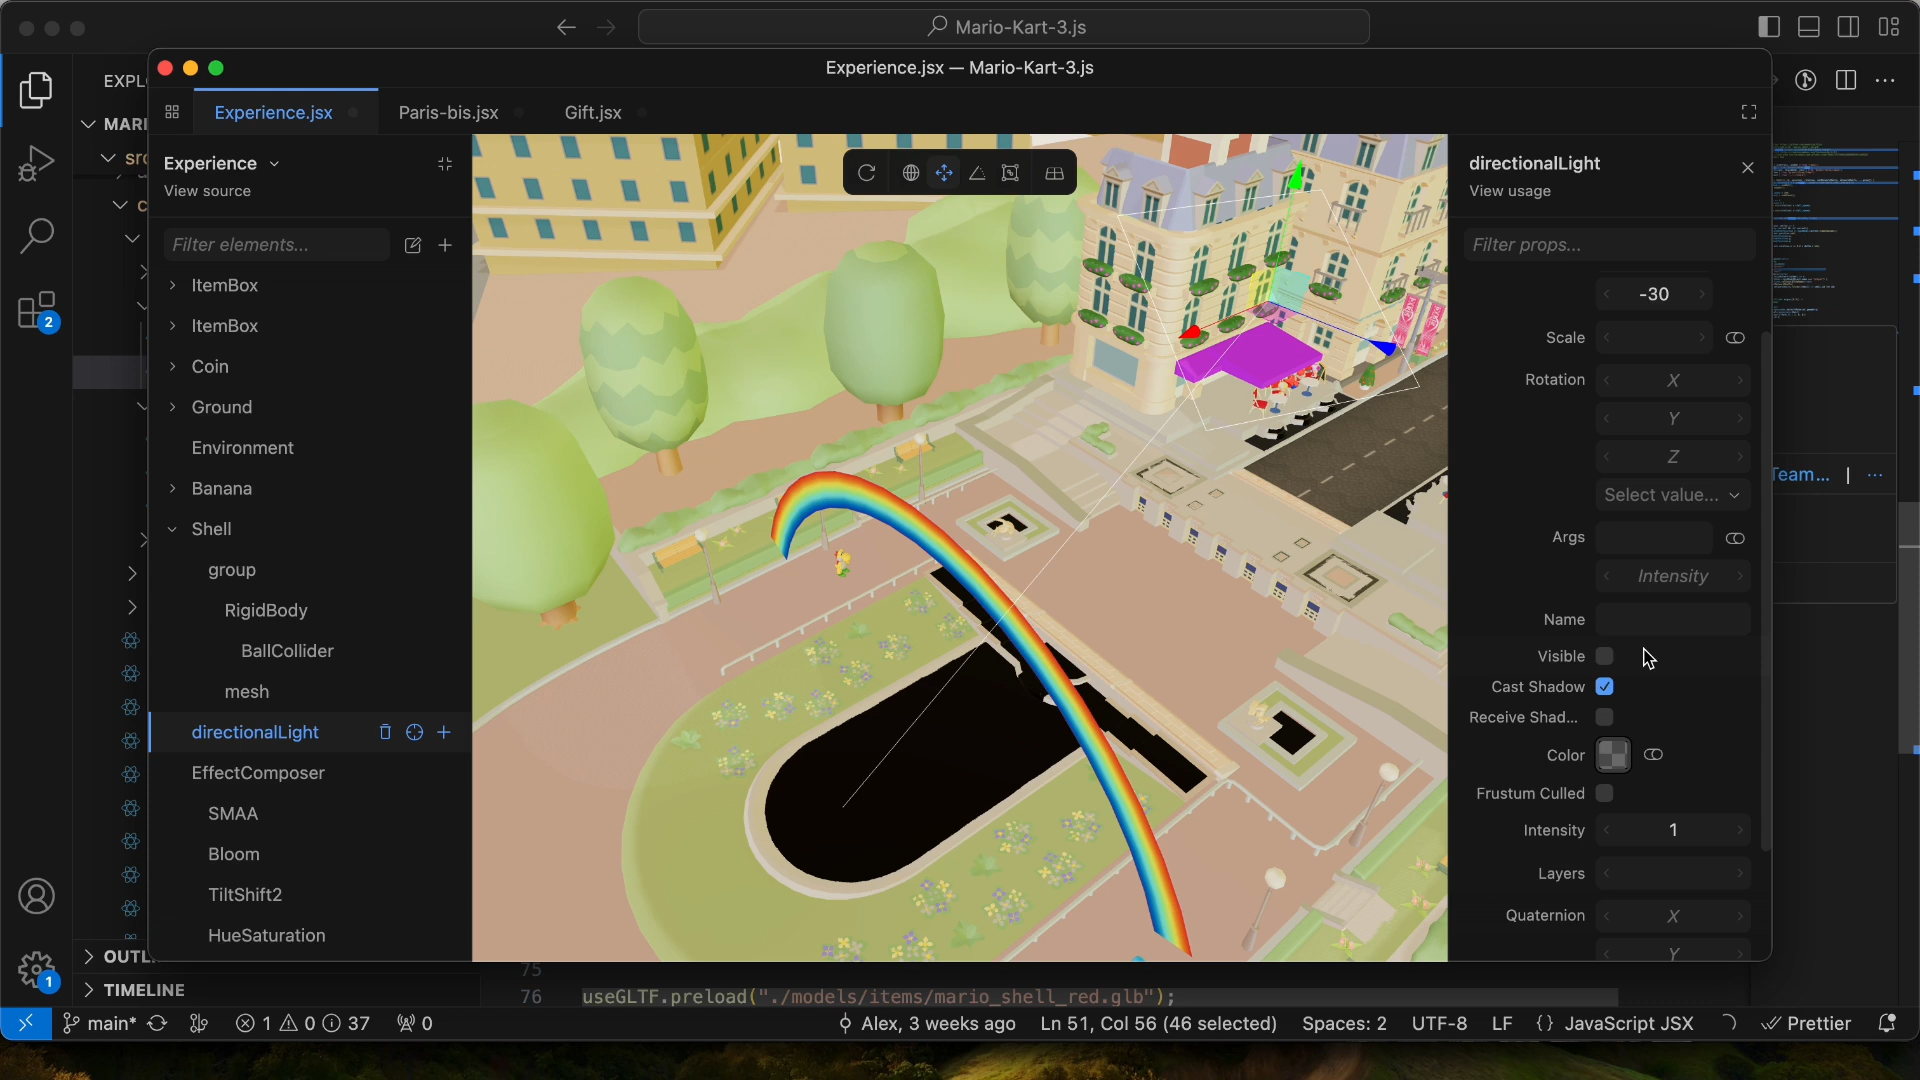 Mario-Kart-3.js
EXPL
Experience.jsx — Mario-Kart-3.js
Experience.jsx
Paris-bis.jsx
Gift.jsx
MARI
src
c
Experience
View source
Filter elements...
ItemBox
ItemBox
Coin
Ground
Environment
Banana
Shell
group
RigidBody
BallCollider
mesh
directionalLight
EffectComposer
SMAA
Bloom
TiltShift2
HueSaturation
directionalLight
View usage
Filter props...
-30
Scale
Rotation X
Y
Z
Select value...
Args
Intensity
Name
Visible
Cast Shadow
Receive Shad...
Color
Frustum Culled
Intensity 1
Layers
Quaternion X
Y
Team... | ...
2
1
OUTL
TIMELINE
75
76 useGLTF.preload("./models/items/mario_shell_red.glb");
main* 1 0 37 0 Alex, 3 weeks ago Ln 51, Col 56 (46 selected) Spaces: 2 UTF-8 LF {} JavaScript JSX Prettier